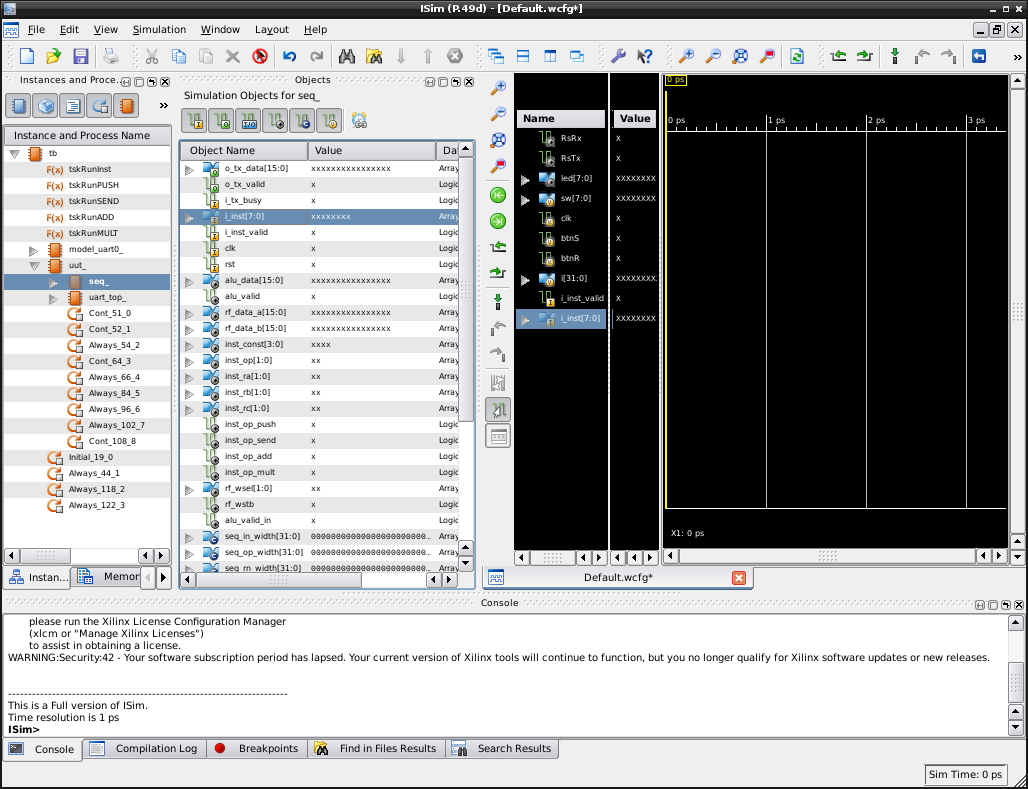 ISim (P.49d) - [Default.wcfg*]
File Edit View Simulation Window Layout Help
Instances and Proce...
Instance and Process Name
tb
F(x) tskRunInst
F(x) tskRunPUSH
F(x) tskRunSEND
F(x) tskRunADD
F(x) tskRunMULT
model_uart0_
uut_
seq_
uart_top_
Cont_51_0
Cont_52_1
Always_54_2
Cont_64_3
Always_66_4
Always_84_5
Always_96_6
Always_102_7
Cont_108_8
Initial_19_0
Always_44_1
Always_118_2
Always_122_3
Instan... Memor
Objects
Simulation Objects for seq_
Object Name Value Da
o_tx_data[15:0] xxxxxxxxxxxxxxxx Array
o_tx_valid x Logic
i_tx_busy x Logic
i_inst[7:0] xxxxxxxx Array
i_inst_valid x Logic
clk x Logic
rst x Logic
alu_data[15:0] xxxxxxxxxxxxxxxx Array
alu_valid x Logic
rf_data_a[15:0] xxxxxxxxxxxxxxxx Array
rf_data_b[15:0] xxxxxxxxxxxxxxxx Array
inst_const[3:0] xxxx Array
inst_op[1:0] xx Array
inst_ra[1:0] xx Array
inst_rb[1:0] xx Array
inst_rc[1:0] xx Array
inst_op_push x Logic
inst_op_send x Logic
inst_op_add x Logic
inst_op_mult x Logic
rf_wsel[1:0] xx Array
rf_wstb x Logic
alu_valid_in x Logic
seq_in_width[31:0] 00000000000000000000000... Array
seq_op_width[31:0] 00000000000000000000000... Array
seq_rn_width[31:0] 00000000000000000000000... Array
Name Value
RsRx x
RsTx x
led[7:0] xxxxxxxx
sw[7:0] xxxxxxxx
clk x
btnS x
btnR x
i[31:0] xxxxxxxx
i_inst_valid x
i_inst[7:0] xxxxxxxx
0 ps
0 ps 1 ps 2 ps 3 ps
X1: 0 ps
Default.wcfg*
Console
please run the Xilinx License Configuration Manager
(xlcm or "Manage Xilinx Licenses")
to assist in obtaining a license.
WARNING:Security:42 - Your software subscription period has lapsed. Your current version of Xilinx tools will continue to function, but you no longer qualify for Xilinx software updates or new releases.
----------------------------------------------------------------------
This is a Full version of ISim.
Time resolution is 1 ps
ISim>
Console Compilation Log Breakpoints Find in Files Results Search Results
Sim Time: 0 ps